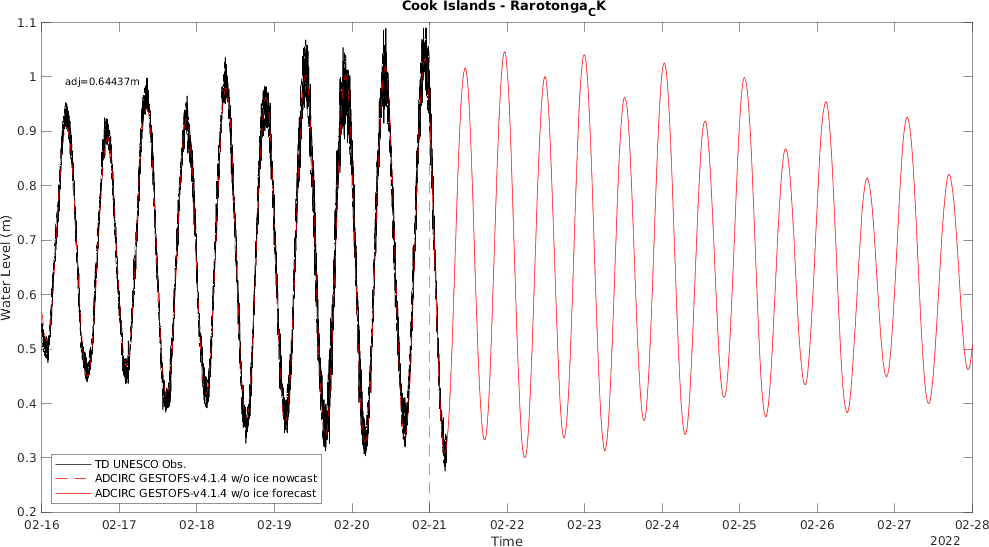 Cook Islands - Rarotonga_CK
adj=0.64437m
1.1
1
0.9
0.8
0.7
0.6
0.5
0.4
0.3
0.2
Water Level (m)
TD UNESCO Obs.
ADCIRC GESTOFS-v4.1.4 w/o ice nowcast
ADCIRC GESTOFS-v4.1.4 w/o ice forecast
02-16 02-17 02-18 02-19 02-20 02-21 02-22 02-23 02-24 02-25 02-26 02-27 02-28
Time
2022